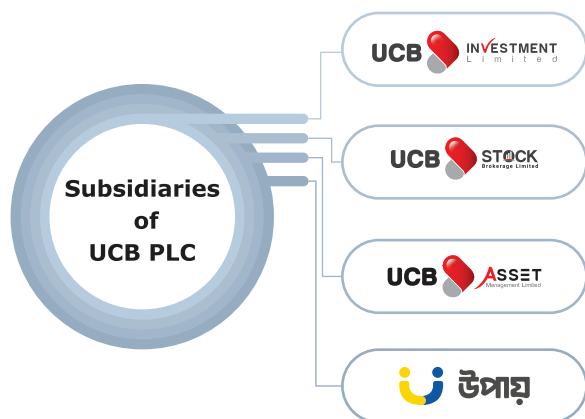 Subsidiaries
of
UCB PLC
UCB INVESTMENT
Limited
UCB STOCK
Brokerage Limited
UCB ASSET
Management Limited
উপায়